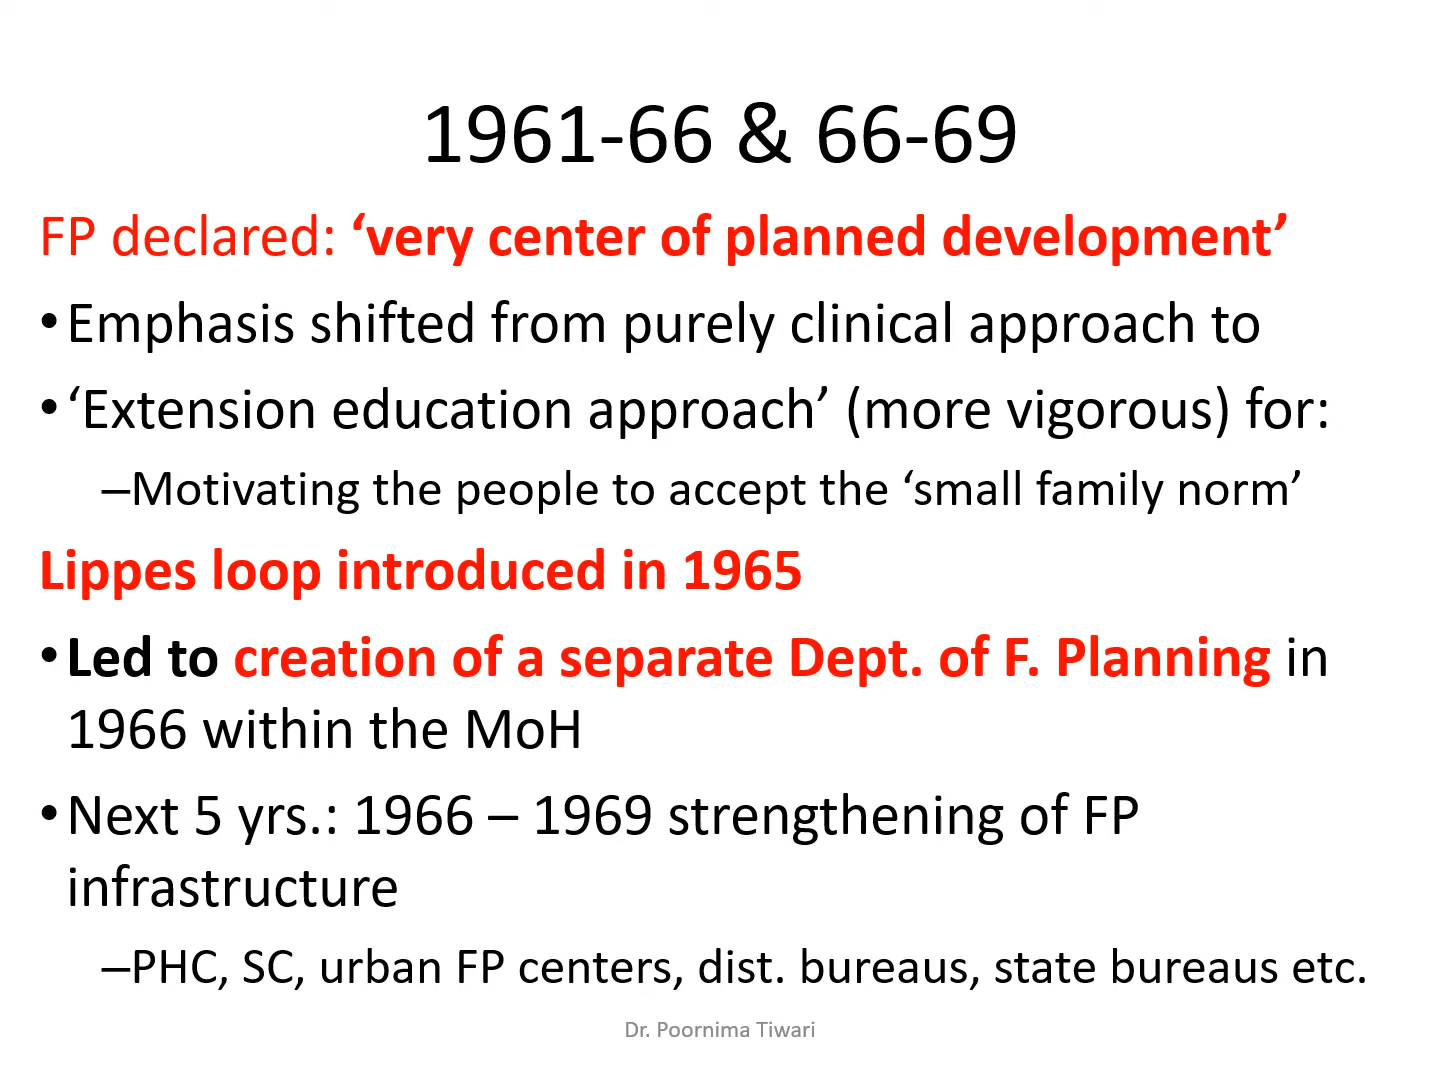 1961-66 & 66-69
FP declared: ‘very center of planned development’
•Emphasis shifted from purely clinical approach to
•‘Extension education approach’ (more vigorous) for:
–Motivating the people to accept the ‘small family norm’
Lippes loop introduced in 1965
•Led to creation of a separate Dept. of F. Planning in
1966 within the MoH
•Next 5 yrs.: 1966 – 1969 strengthening of FP
infrastructure
–PHC, SC, urban FP centers, dist. bureaus, state bureaus etc.
Dr. Poornima Tiwari